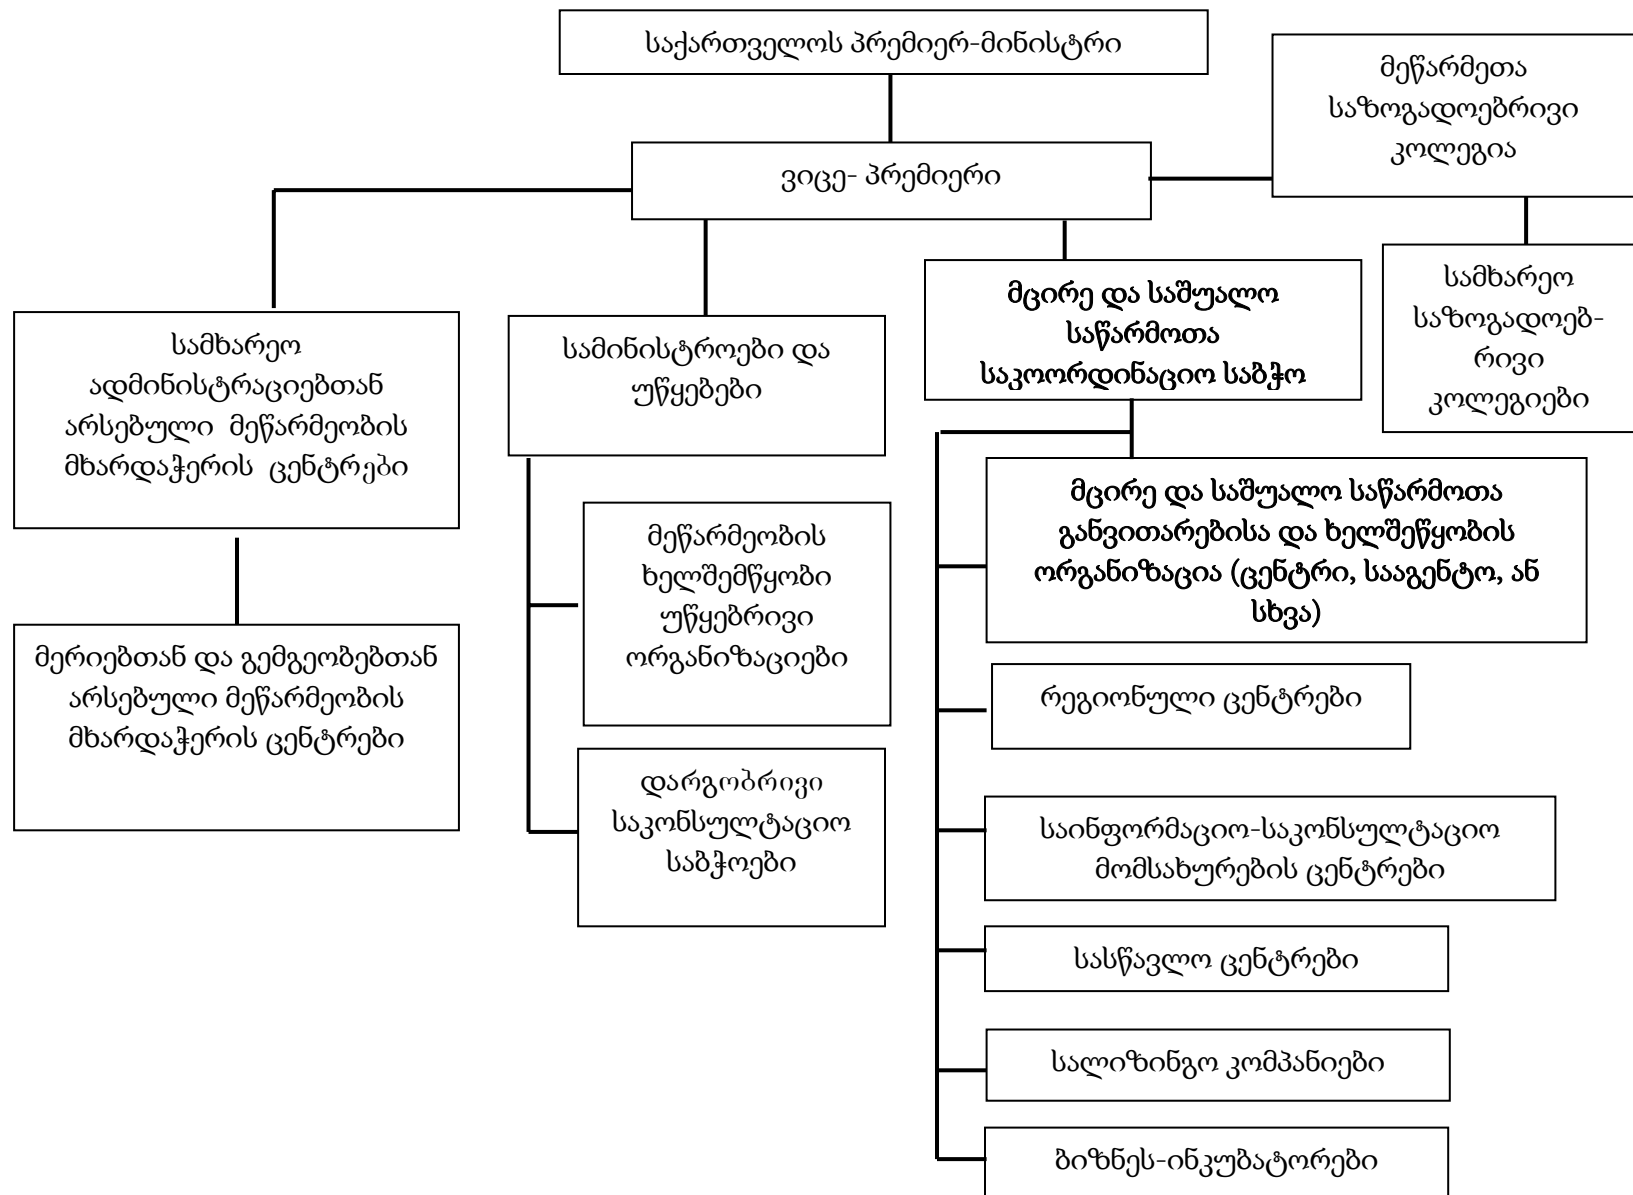 საქართველოს პრემიერ-მინისტრი
მეწარმეთა
საზოგადოებრივი
კოლეგია
ვიცე- პრემიერი
სამხარეო
საზოგადოებ-
რივი
კოლეგიები
მცირე და საშუალო
საწარმოთა
საკოორდინაციო საბჭო
სამინისტროები და
უწყებები
სამხარეო
ადმინისტრაციებთან
არსებული მეწარმეობის
მხარდაჭერის ცენტრები
მეწარმეობის
ხელშემწყობი
უწყებრივი
ორგანიზაციები
მცირე და საშუალო საწარმოთა
განვითარებისა და ხელშეწყობის
ორგანიზაცია (ცენტრი, სააგენტო, ან
სხვა)
მერიებთან და გემგეობებთან
არსებული მეწარმეობის
მხარდაჭერის ცენტრები
რეგიონული ცენტრები
დარგობრივი
საკონსულტაციო
საბჭოები
საინფორმაციო-საკონსულტაციო
მომსახურების ცენტრები
სასწავლო ცენტრები
სალიზინგო კომპანიები
ბიზნეს-ინკუბატორები